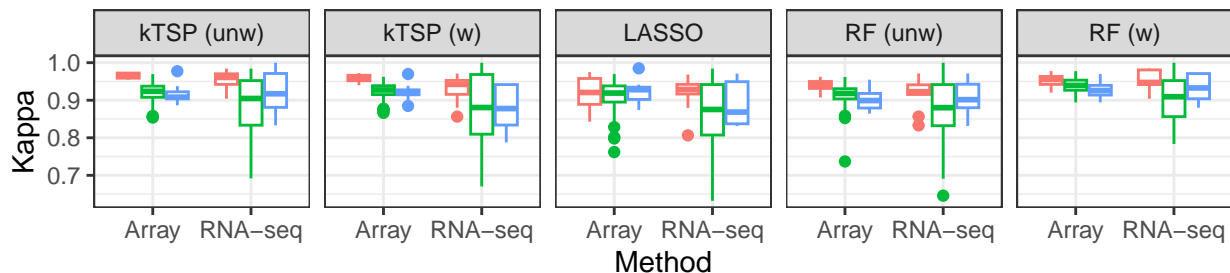 kTSP (unw) kTSP (w) LASSO RF (unw) RF (w)
1.0
0.9
0.8
0.7
Kappa
Array RNA−seq Array RNA−seq Array RNA−seq Array RNA−seq Array RNA−seq
Method